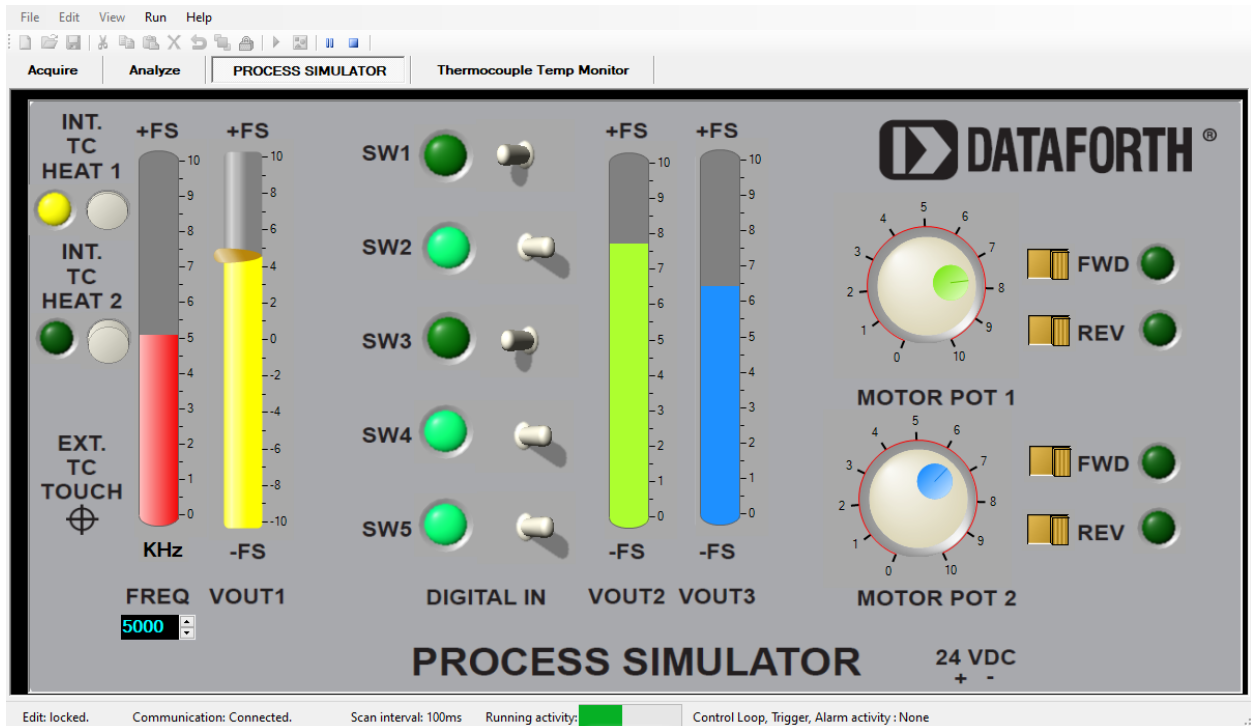 File Edit View Run Help
Acquire Analyze PROCESS SIMULATOR Thermocouple Temp Monitor
INT.
TC
HEAT 1
INT.
TC
HEAT 2
EXT.
TC
TOUCH
+FS
10
9
8
7
6
5
4
3
2
1
0
KHz
FREQ
5000
+FS
10
8
6
4
2
0
-2
-4
-6
-8
-10
-FS
VOUT1
SW1
SW2
SW3
SW4
SW5
DIGITAL IN
+FS
10
9
8
7
6
5
4
3
2
1
0
-FS
VOUT2
+FS
10
9
8
7
6
5
4
3
2
1
0
-FS
VOUT3
DATAFORTH ®
0 1 2 3 4 5 6 7 8 9 10
MOTOR POT 1
FWD
REV
0 1 2 3 4 5 6 7 8 9 10
MOTOR POT 2
FWD
REV
PROCESS SIMULATOR
24 VDC
+ -
Edit: locked. Communication: Connected. Scan interval: 100ms Running activity: Control Loop, Trigger, Alarm activity : None